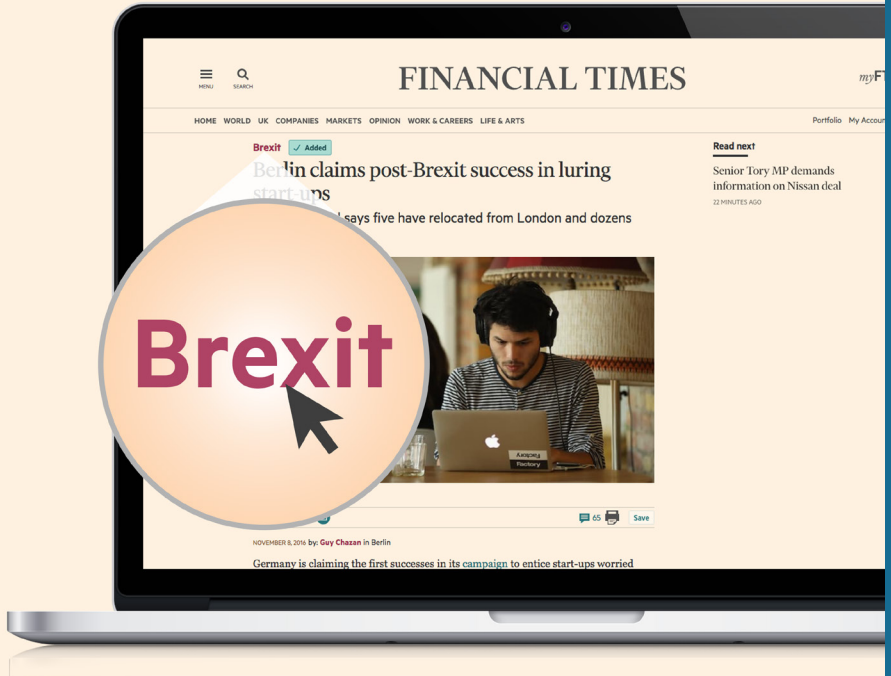 FINANCIAL TIMES
myFT
MENU
SEARCH
HOME WORLD UK COMPANIES MARKETS OPINION WORK & CAREERS LIFE & ARTS
Portfolio My Accoun
Brexit ✓ Added
Berlin claims post-Brexit success in luring
start-ups
says five have relocated from London and dozens
Read next
Senior Tory MP demands
information on Nissan deal
22 MINUTES AGO
Brexit
Factory
Factory
65 Save
NOVEMBER 8, 2016 by: Guy Chazan in Berlin
Germany is claiming the first successes in its campaign to entice start-ups worried